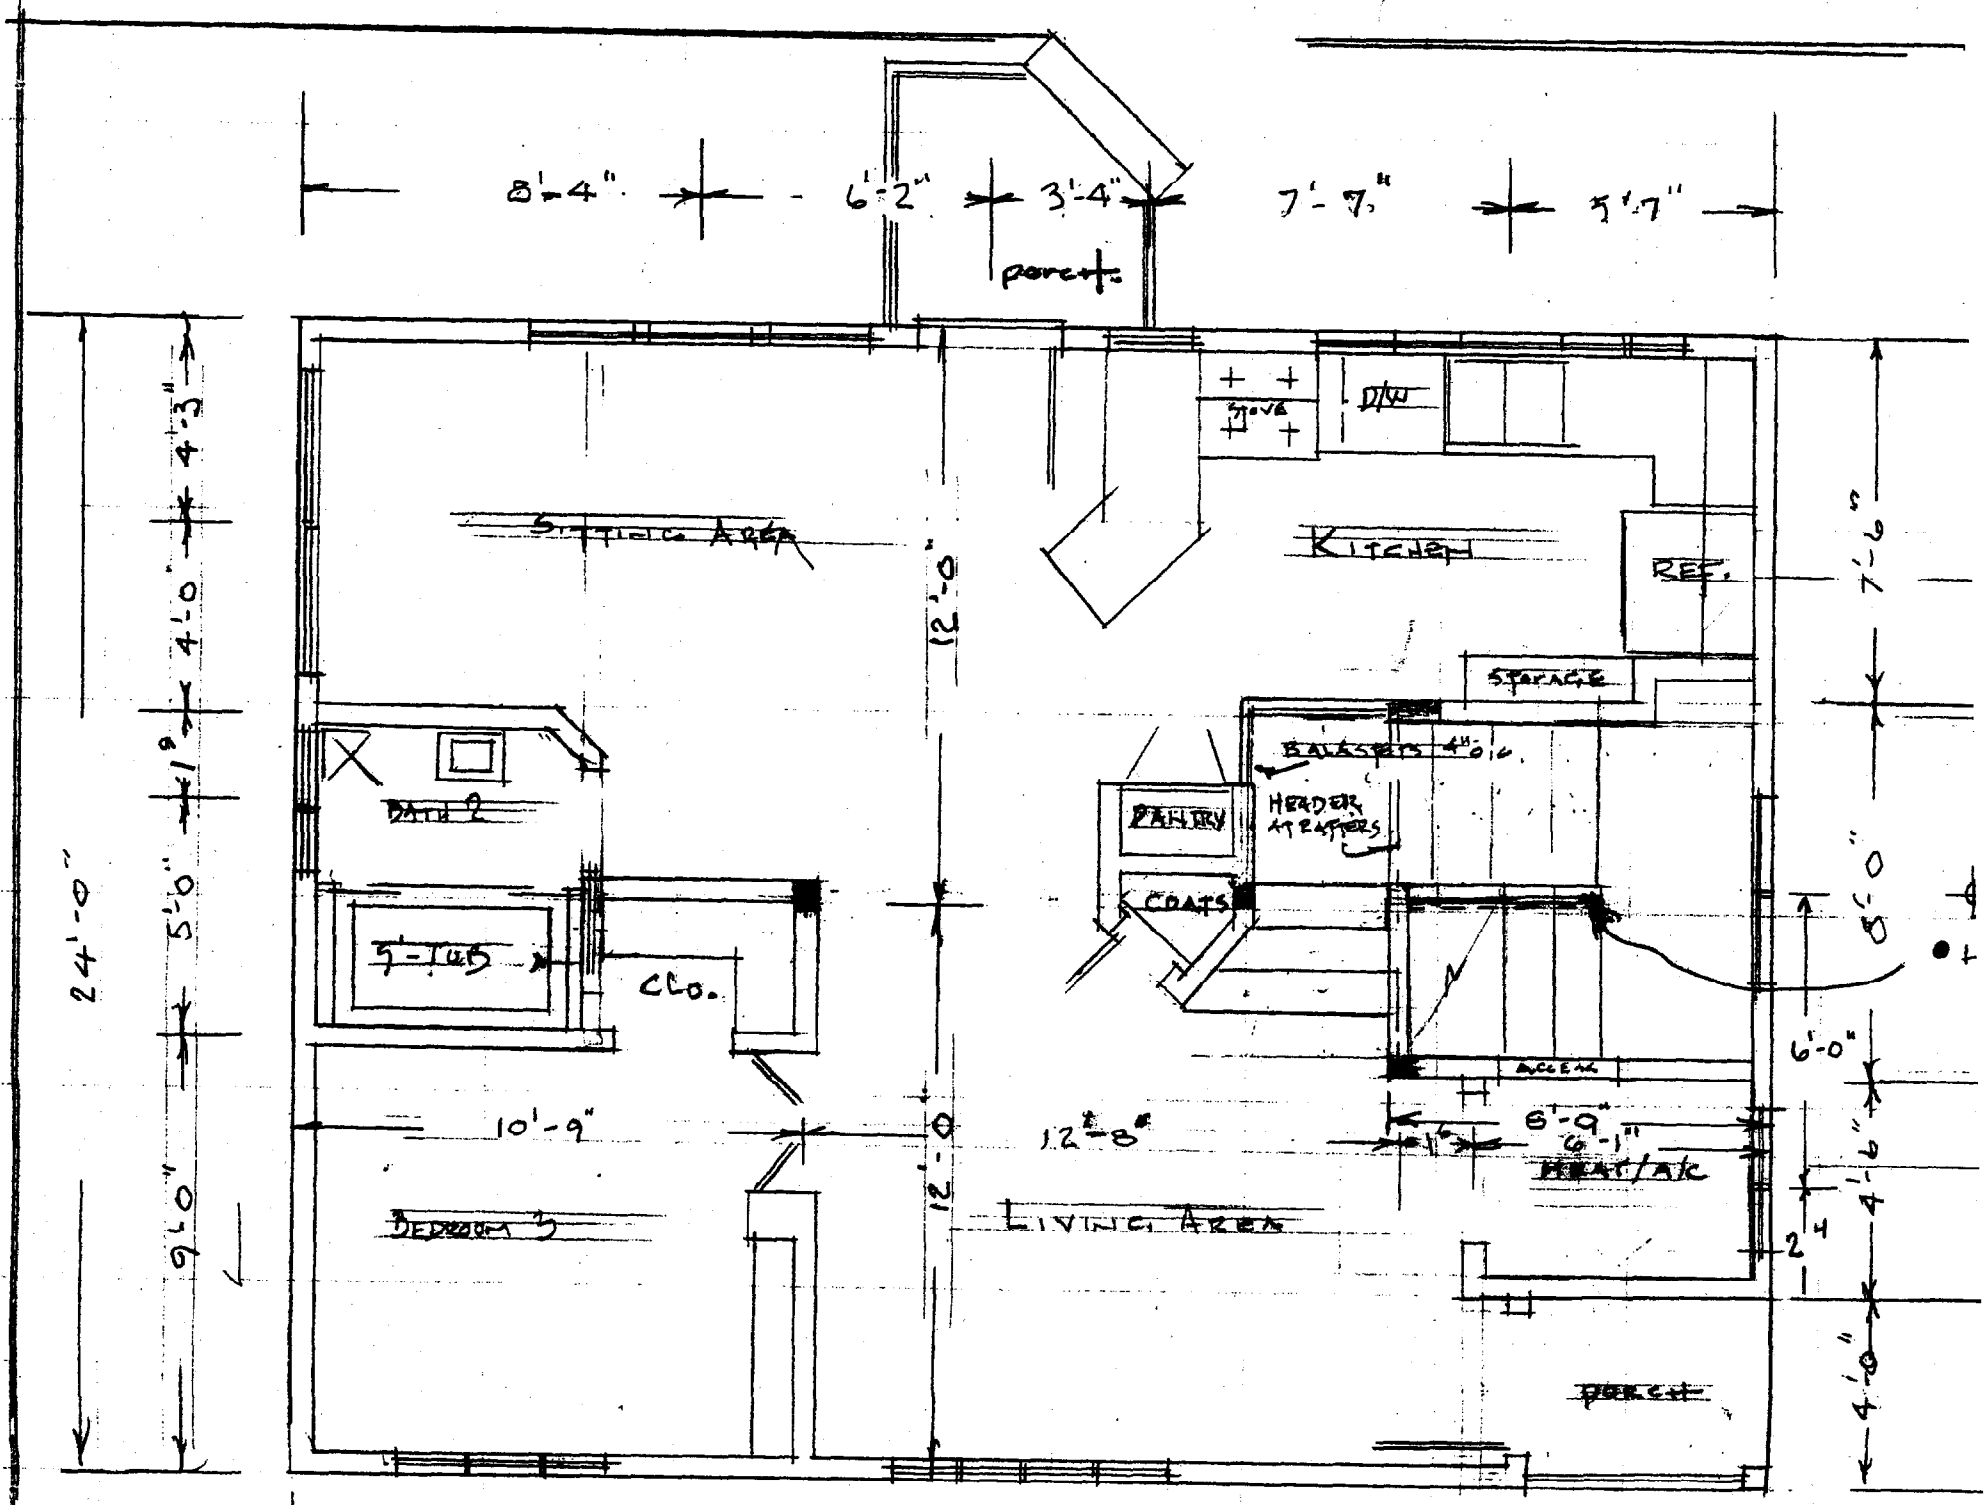 8'-4"
6'-2"
3'-4"
7'-7"
5'-7"
porch
4'-3"
STOVE
D/W
SITTING AREA
KITCHEN
12'-0"
7'-6"
REF.
4'-0"
STORAGE
1'9
BALUSTERS 4" O.C.
BATH 2
PANTRY
HEADER
AT RAFTERS
24'-0"
5'-0"
8'-0"
COATS
5'-TUB
CLO.
6'-0"
ACCESS
10'-9"
12'-0"
12'-8"
8'-9"
1'6
6'-1"
HEAT/A/C
4'-6"
9'-0"
BEDROOM 3
LIVING AREA
2'4
4'-0"
PORCH